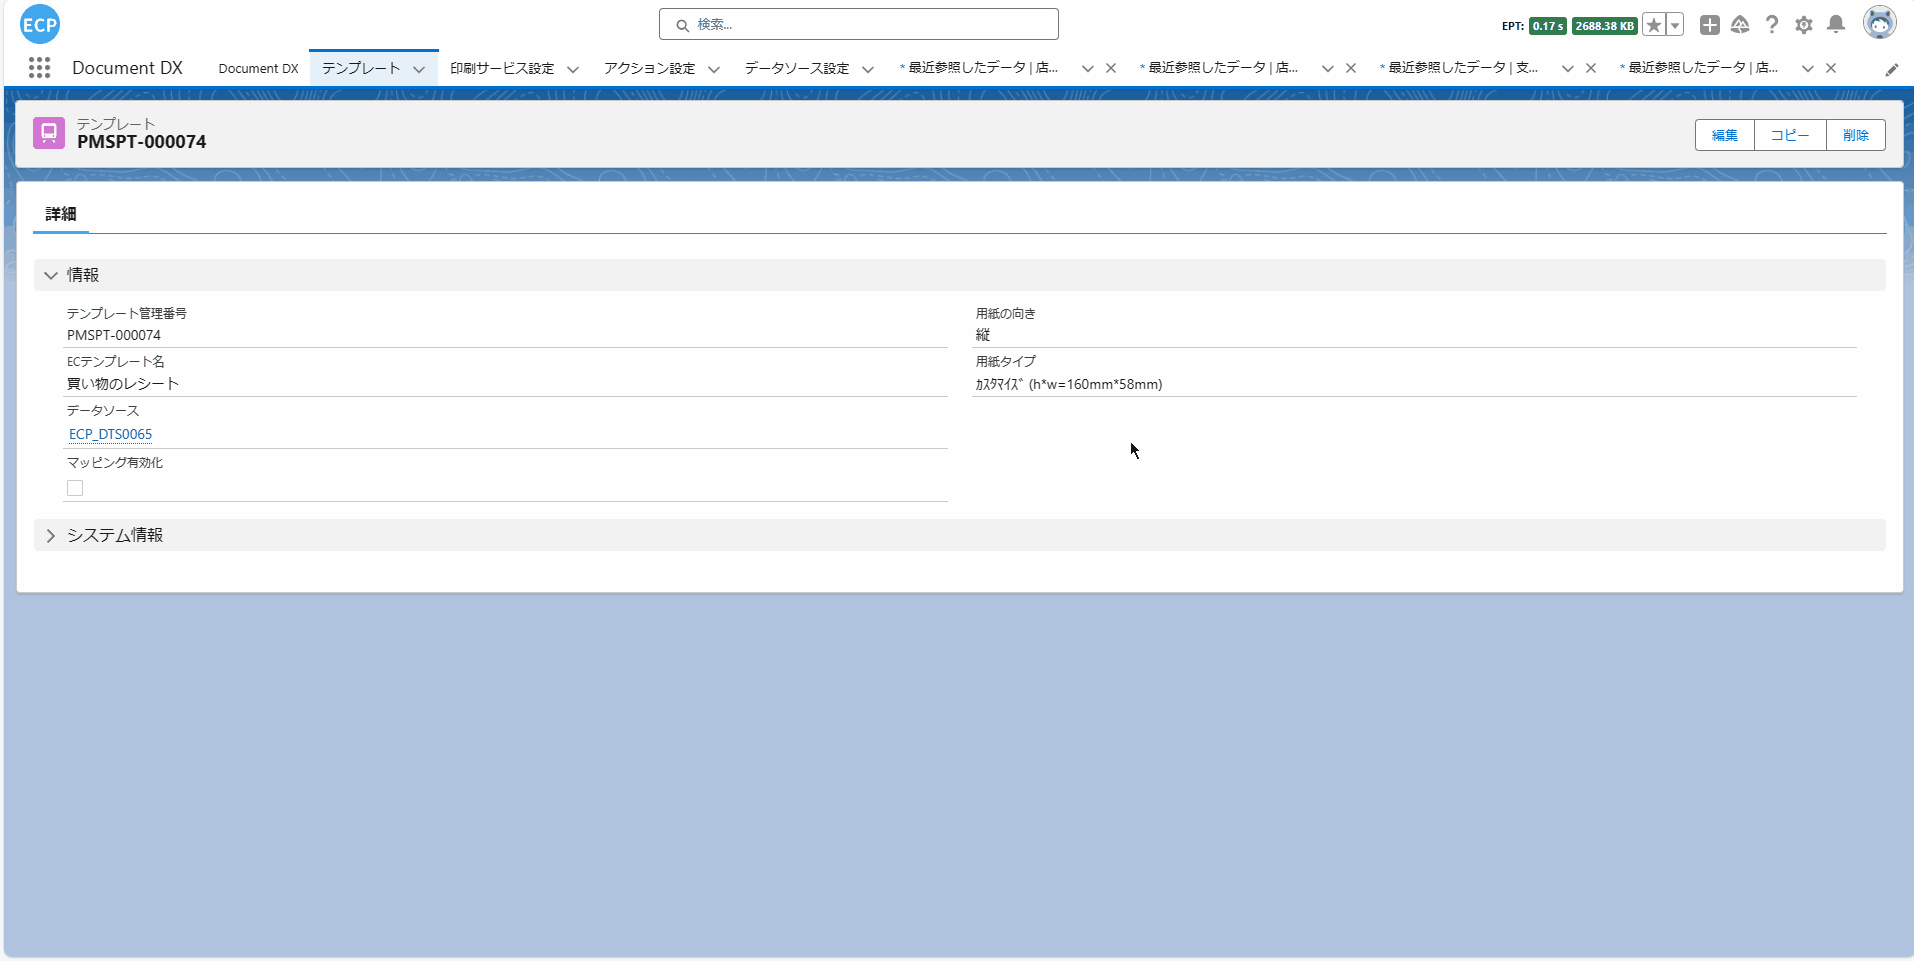 ECP
検索...
EPT: 0.17 s 2688.38 KB
Document DX
Document DX
テンプレート
印刷サービス設定
アクション設定
データソース設定
* 最近参照したデータ | 店...
* 最近参照したデータ | 店...
* 最近参照したデータ | 支...
* 最近参照したデータ | 店...
テンプレート
PMSPT-000074
編集
コピー
削除
詳細
情報
テンプレート管理番号
PMSPT-000074
用紙の向き
縦
ECテンプレート名
買い物のレシート
用紙タイプ
ｶｽﾀﾏｲｽﾞ (h*w=160mm*58mm)
データソース
ECP_DTS0065
マッピング有効化
システム情報